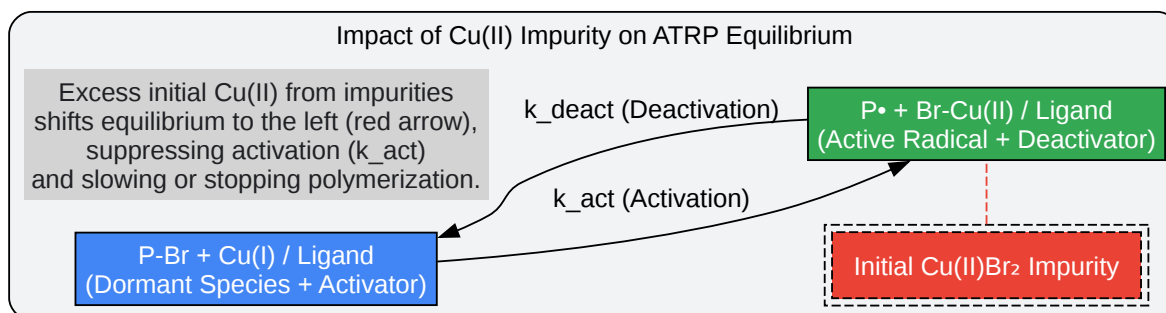 Impact of Cu(II) Impurity on ATRP Equilibrium
Excess initial Cu(II) from impurities
shifts equilibrium to the left (red arrow),
suppressing activation (k_act)
and slowing or stopping polymerization.
k_deact (Deactivation)
P• + Br-Cu(II) / Ligand
(Active Radical + Deactivator)
k_act (Activation)
P-Br + Cu(I) / Ligand
(Dormant Species + Activator)
Initial Cu(II)Br₂ Impurity